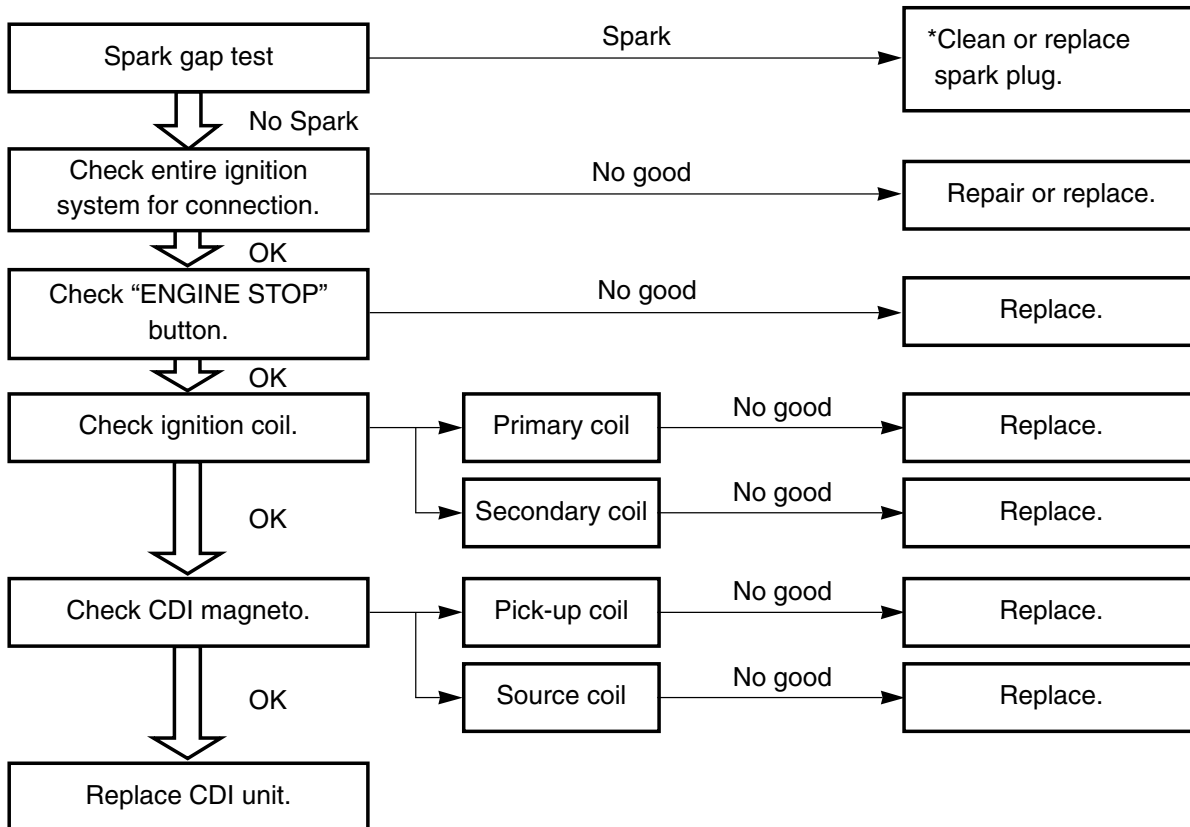 Spark gap test
Spark
*Clean or replace
spark plug.
No Spark
Check entire ignition
system for connection.
No good
Repair or replace.
OK
Check “ENGINE STOP”
button.
No good
Replace.
OK
Check ignition coil.
Primary coil
No good
Replace.
Secondary coil
No good
Replace.
OK
Check CDI magneto.
Pick-up coil
No good
Replace.
Source coil
No good
Replace.
OK
Replace CDI unit.